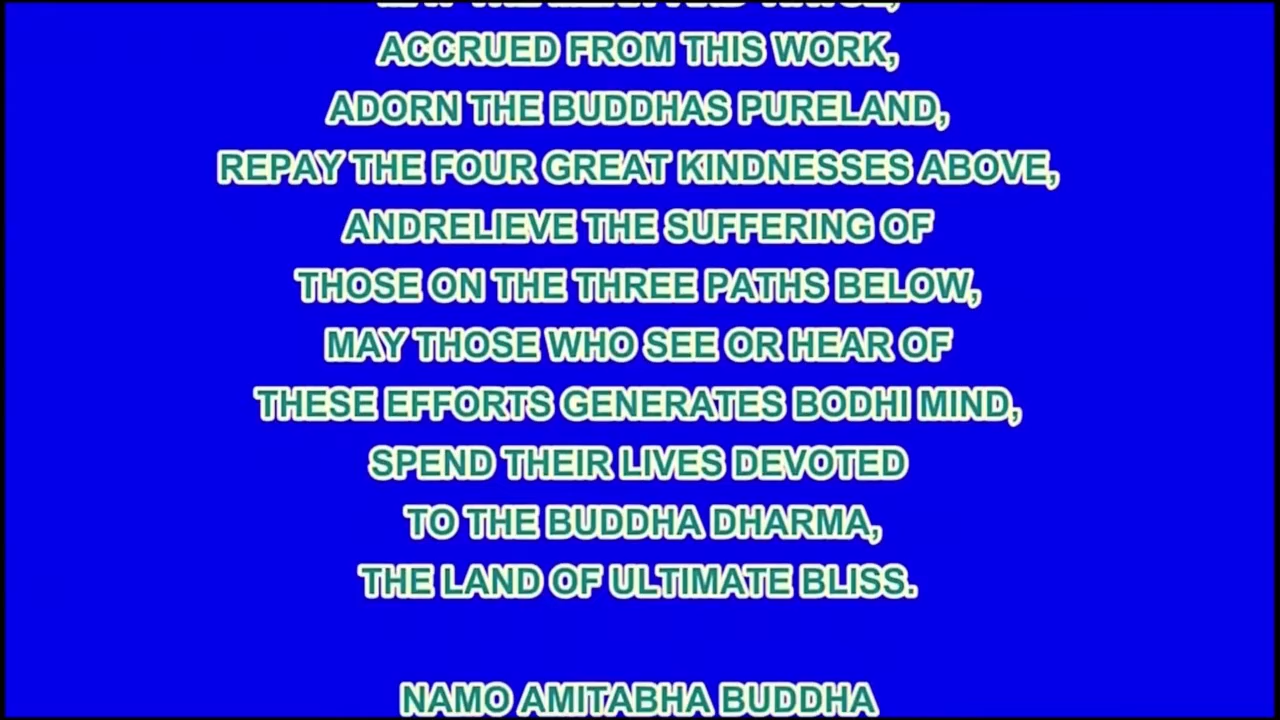 ACCRUED FROM THIS WORK,
ADORN THE BUDDHAS PURELAND,
REPAY THE FOUR GREAT KINDNESSES ABOVE,
ANDRELIEVE THE SUFFERING OF
THOSE ON THE THREE PATHS BELOW,
MAY THOSE WHO SEE OR HEAR OF
THESE EFFORTS GENERATES BODHI MIND,
SPEND THEIR LIVES DEVOTED
TO THE BUDDHA DHARMA,
THE LAND OF ULTIMATE BLISS.
NAMO AMITABHA BUDDHA